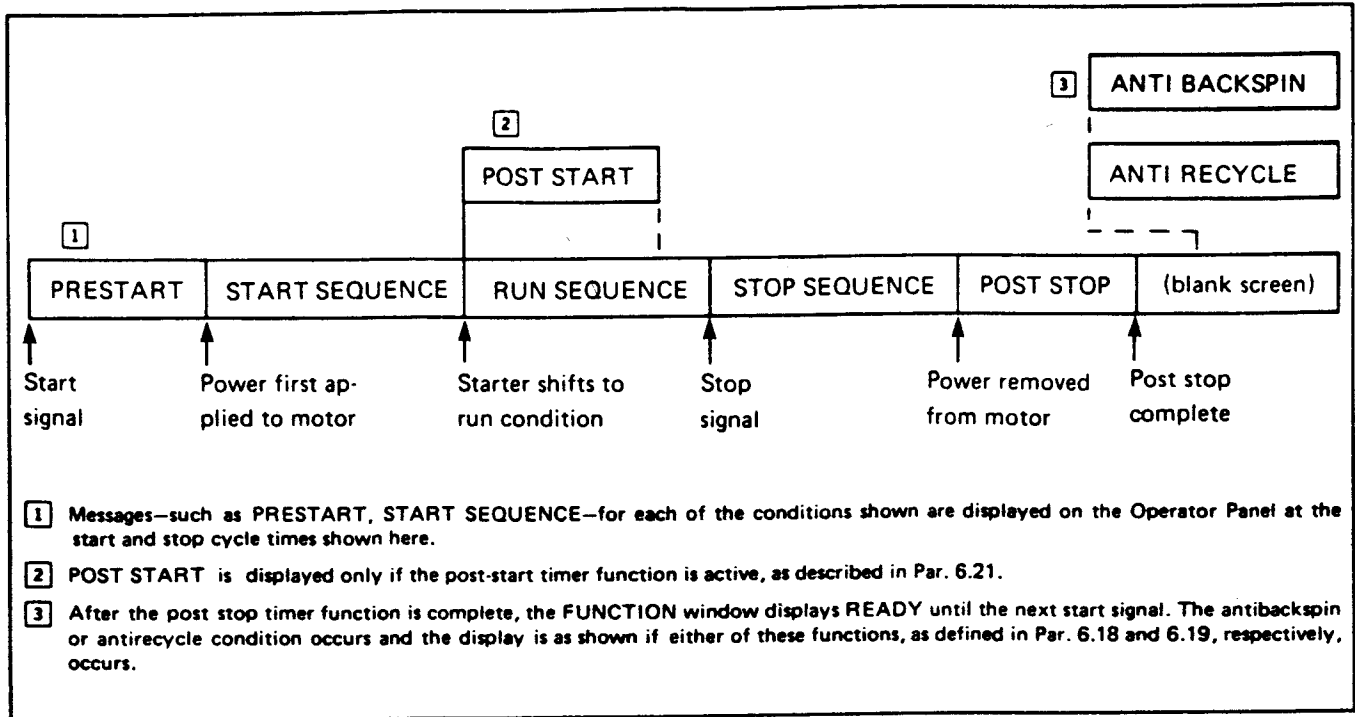 3 ANTI BACKSPIN
2
POST START
ANTI RECYCLE
1
PRESTART START SEQUENCE RUN SEQUENCE STOP SEQUENCE POST STOP (blank screen)
Start signal
Power first ap-
plied to motor
Starter shifts to
run condition
Stop
signal
Power removed
from motor
Post stop
complete
1 Messages—such as PRESTART, START SEQUENCE—for each of the conditions shown are displayed on the Operator Panel at the
start and stop cycle times shown here.
2 POST START is displayed only if the post-start timer function is active, as described in Par. 6.21.
3 After the post stop timer function is complete, the FUNCTION window displays READY until the next start signal. The antibackspin
or antirecycle condition occurs and the display is as shown if either of these functions, as defined in Par. 6.18 and 6.19, respectively,
occurs.